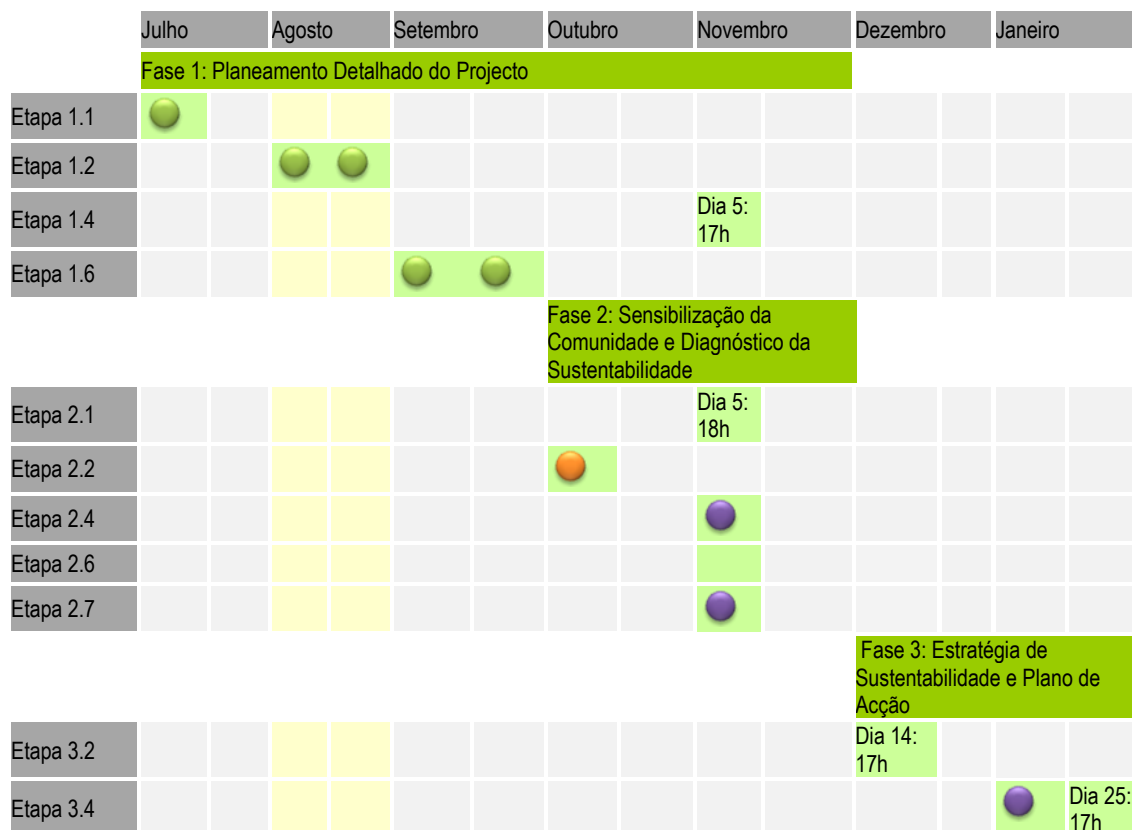 Julho Agosto Setembro Outubro Novembro Dezembro Janeiro
Fase 1: Planeamento Detalhado do Projecto
Etapa 1.1
Etapa 1.2
Etapa 1.4
Dia 5:
17h
Etapa 1.6
Fase 2: Sensibilização da
Comunidade e Diagnóstico da
Sustentabilidade
Etapa 2.1
Dia 5:
18h
Etapa 2.2
Etapa 2.4
Etapa 2.6
Etapa 2.7
Fase 3: Estratégia de
Sustentabilidade e Plano de
Acção
Etapa 3.2
Dia 14:
17h
Etapa 3.4
Dia 25:
17h